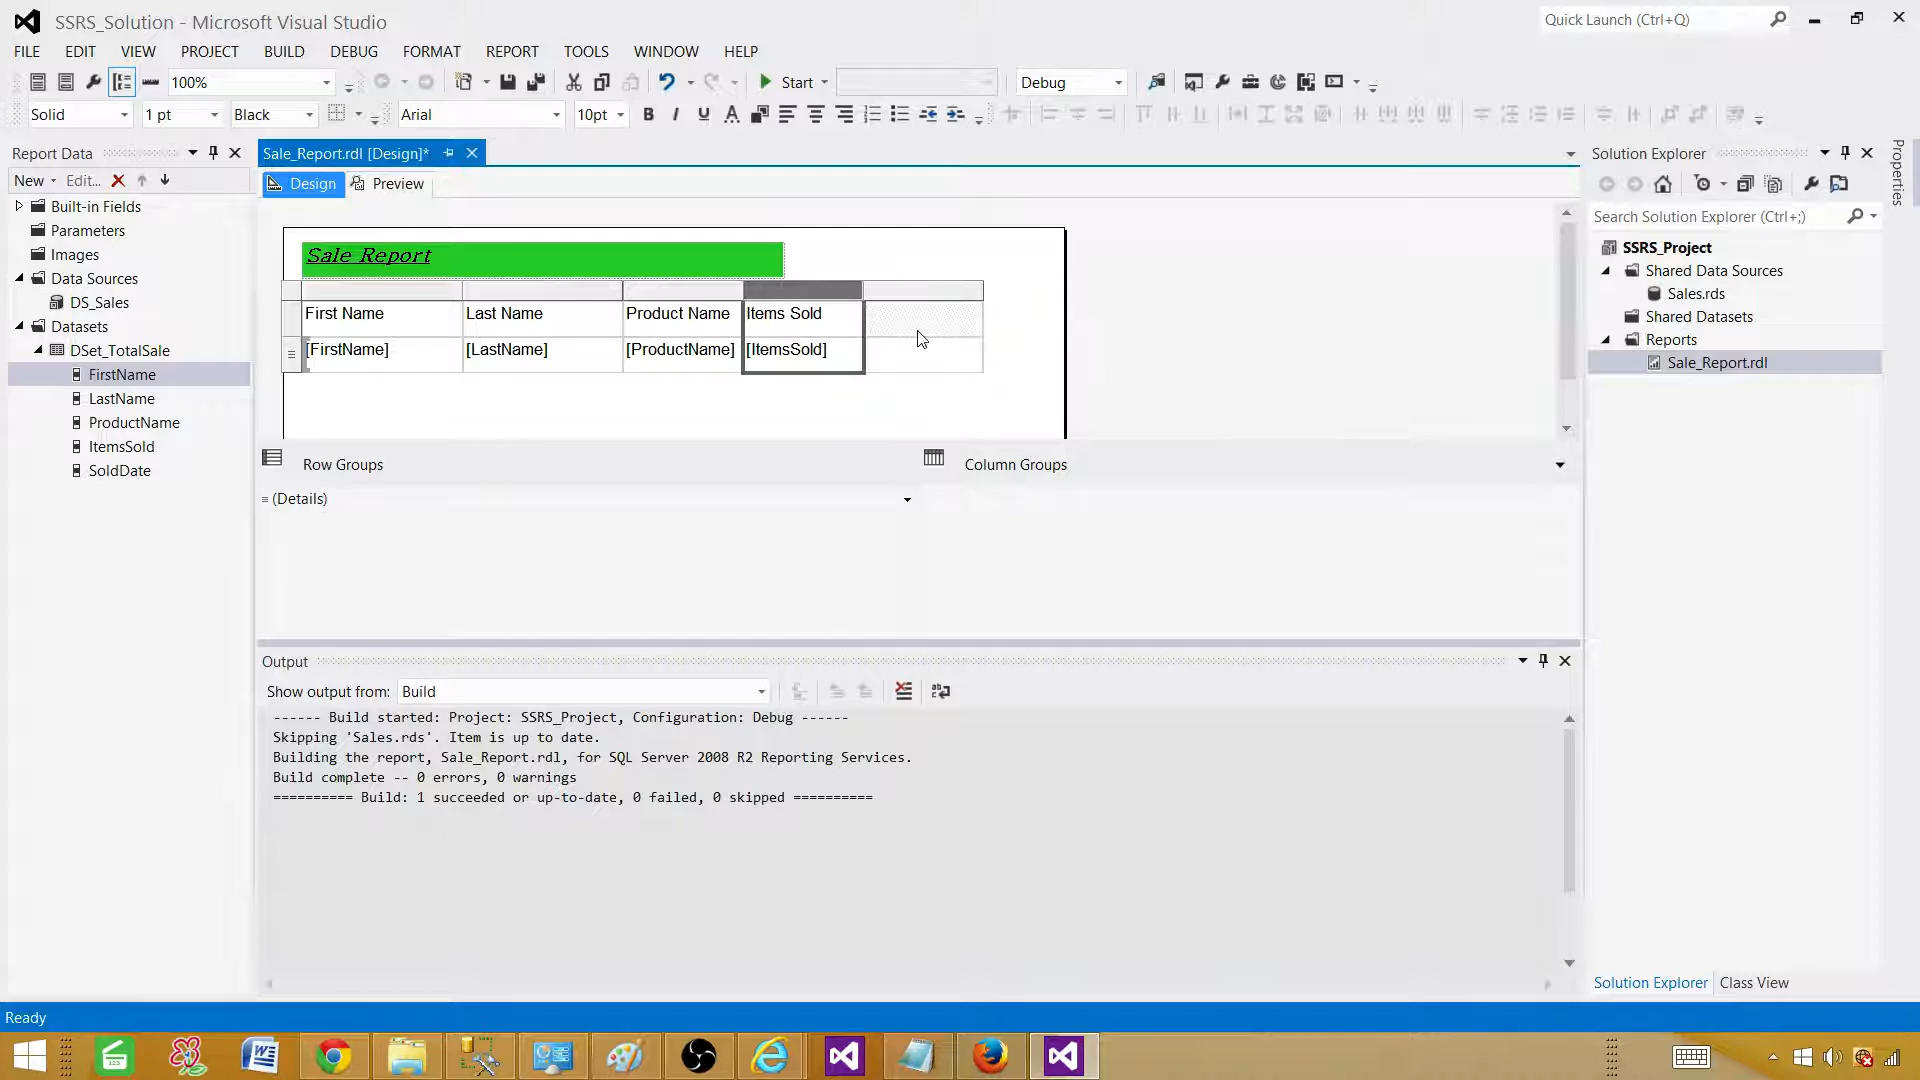 SSRS_Solution - Microsoft Visual Studio
Quick Launch (Ctrl+Q)
FILE EDIT VIEW PROJECT BUILD DEBUG FORMAT REPORT TOOLS WINDOW HELP
100% Start Debug
Solid 1 pt Black Arial 10pt B I U A
Report Data
Sale_Report.rdl [Design]*
Solution Explorer
Properties
New Edit...
Design Preview
Built-in Fields
Parameters
Images
Data Sources
DS_Sales
Datasets
DSet_TotalSale
FirstName
LastName
ProductName
ItemsSold
SoldDate
Sale Report
First Name Last Name Product Name Items Sold
[FirstName] [LastName] [ProductName] [ItemsSold]
Row Groups
Column Groups
(Details)
Search Solution Explorer (Ctrl+;)
SSRS_Project
Shared Data Sources
Sales.rds
Shared Datasets
Reports
Sale_Report.rdl
Output
Show output from: Build
------ Build started: Project: SSRS_Project, Configuration: Debug ------
Skipping 'Sales.rds'. Item is up to date.
Building the report, Sale_Report.rdl, for SQL Server 2008 R2 Reporting Services.
Build complete -- 0 errors, 0 warnings
========== Build: 1 succeeded or up-to-date, 0 failed, 0 skipped ==========
Solution Explorer Class View
Ready